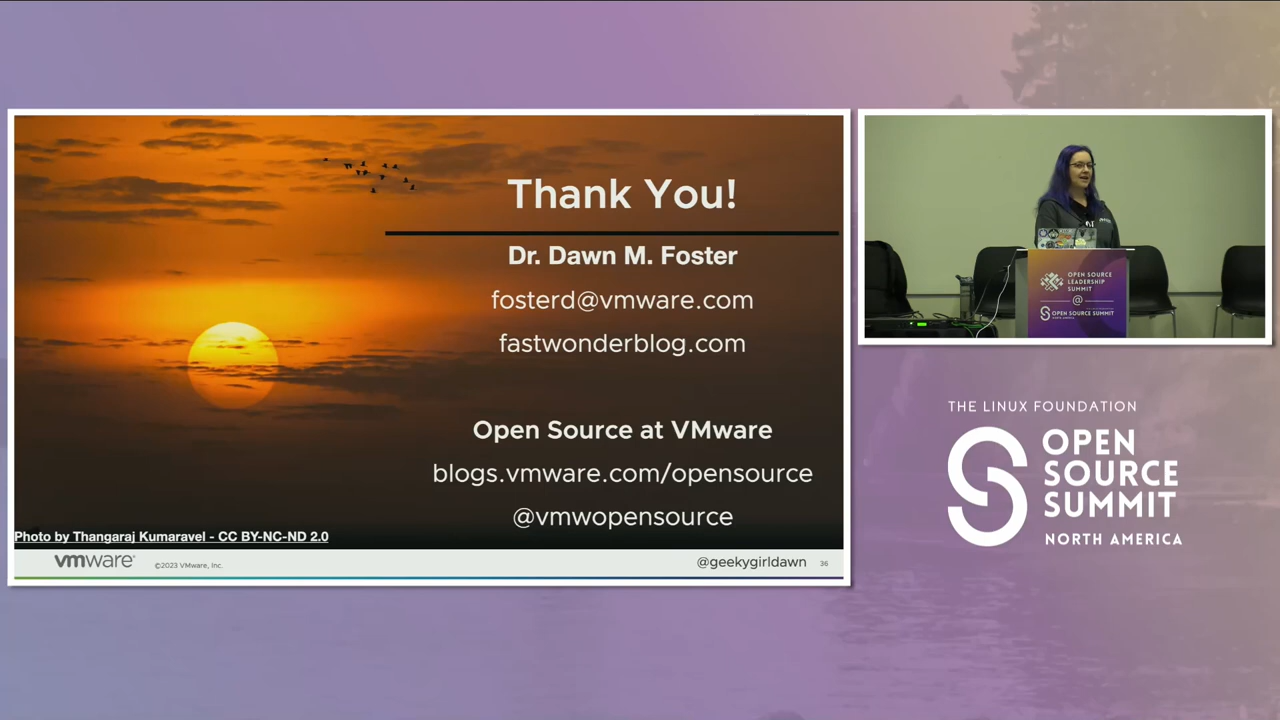 Thank You!
Dr. Dawn M. Foster
fosterd@vmware.com
fastwonderblog.com
Open Source at VMware
blogs.vmware.com/opensource
@vmwopensource
Photo by Thangaraj Kumaravel - CC BY-NC-ND 2.0
vmware®
©2023 VMware, Inc.
@geekygirldawn
36
OPEN SOURCE
LEADERSHIP
SUMMIT
@
OPEN SOURCE SUMMIT
NORTH AMERICA
THE LINUX FOUNDATION
OPEN
SOURCE
SUMMIT
NORTH AMERICA